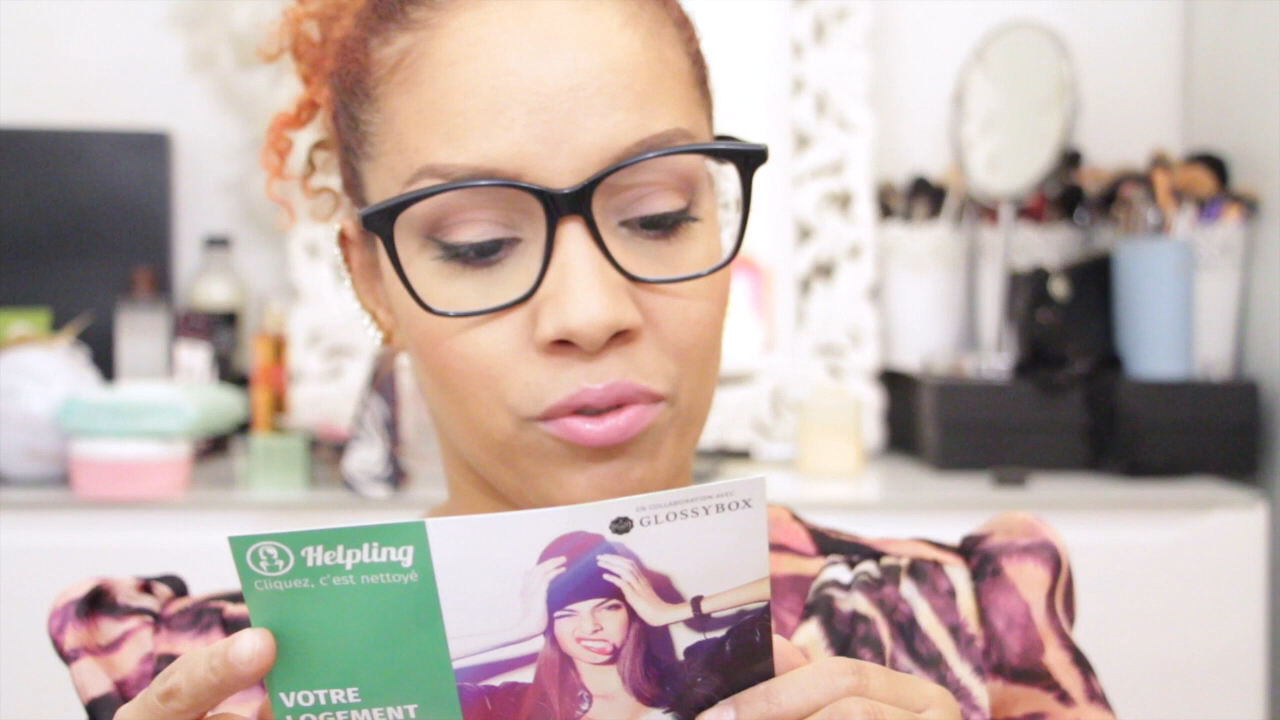 EN COLLABORATION AVEC
GLOSSYBOX
Helpling
Cliquez, c'est nettoyé
VOTRE
LOGEMENT